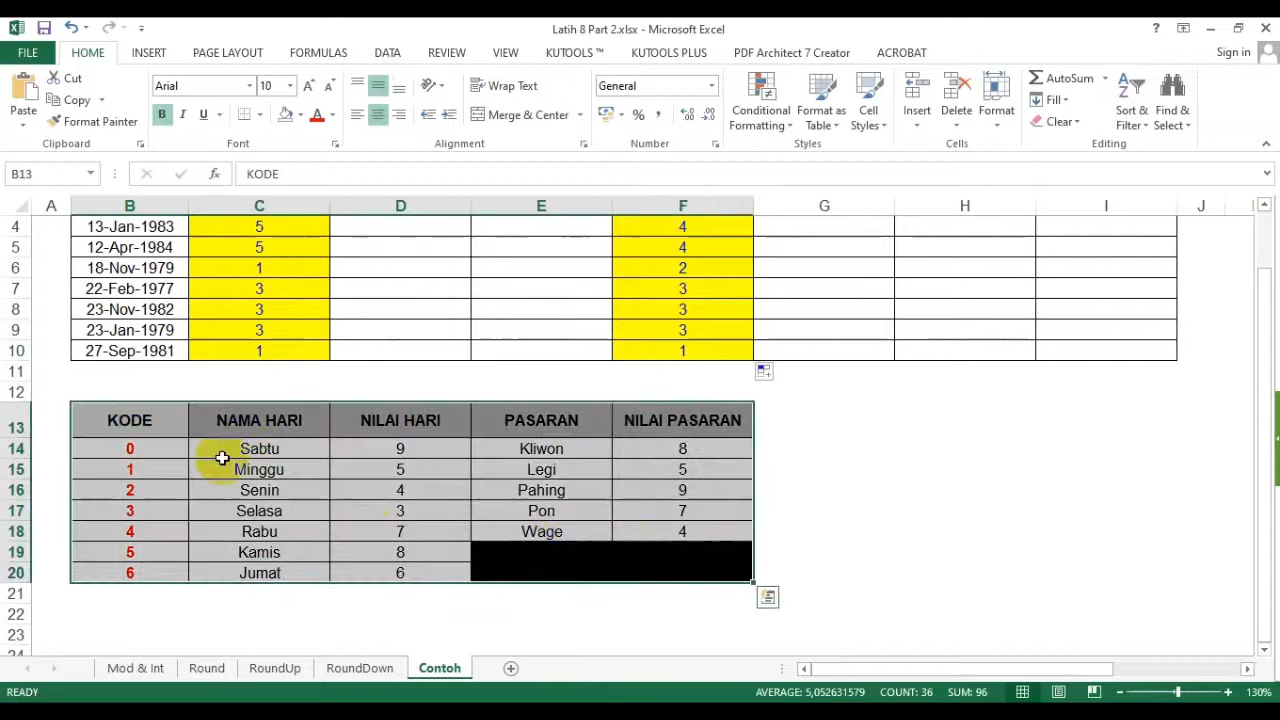 Latih 8 Part 2.xlsx - Microsoft Excel
FILE HOME INSERT PAGE LAYOUT FORMULAS DATA REVIEW VIEW KUTOOLS ™ KUTOOLS PLUS PDF Architect 7 Creator ACROBAT Sign in
Cut Arial 10 Wrap Text General AutoSum
Copy Fill
Paste Format Painter B I U Merge & Center Conditional Formatting Format as Table Cell Styles Insert Delete Format Clear Sort & Filter Find & Select
Clipboard Font Alignment Number Styles Cells Editing
B13 fx KODE
A B C D E F G H I J
4 13-Jan-1983 5 4
5 12-Apr-1984 5 4
6 18-Nov-1979 1 2
7 22-Feb-1977 3 3
8 23-Nov-1982 3 3
9 23-Jan-1979 3 3
10 27-Sep-1981 1 1
11
12
13 KODE NAMA HARI NILAI HARI PASARAN NILAI PASARAN
14 0 Sabtu 9 Kliwon 8
15 1 Minggu 5 Legi 5
16 2 Senin 4 Pahing 9
17 3 Selasa 3 Pon 7
18 4 Rabu 7 Wage 4
19 5 Kamis 8
20 6 Jumat 6
21
22
23
24
Mod & Int Round RoundUp RoundDown Contoh
READY AVERAGE: 5,052631579 COUNT: 36 SUM: 96 130%